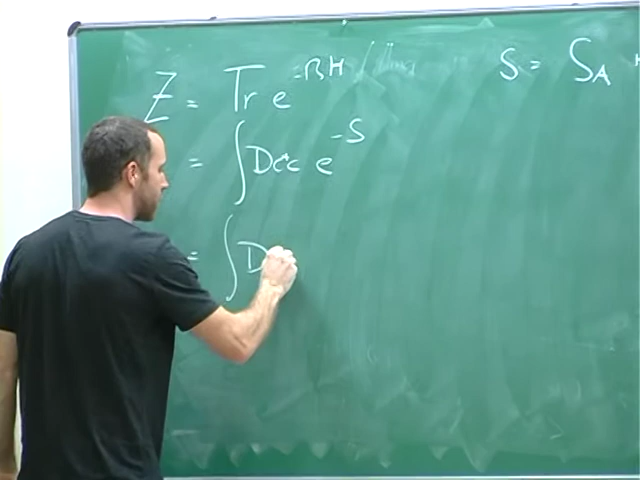 Z = Tr e^{-βH}
S = S_A
= ∫ Dc*c e^{-S}
= ∫ D